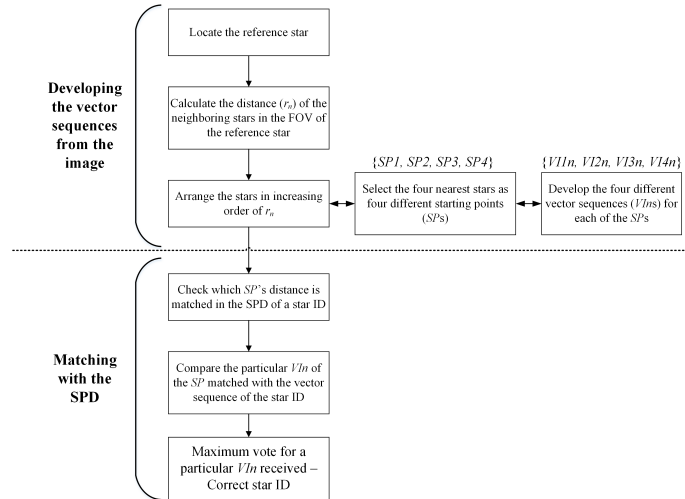 Locate the reference star
Developing
the vector
sequences
from the
image
Calculate the distance (rn) of the
neighboring stars in the FOV of
the reference star
{SP1, SP2, SP3, SP4}
{VI1n, VI2n, VI3n, VI4n}
Arrange the stars in increasing
order of rn
Select the four nearest stars as
four different starting points
(SPs)
Develop the four different
vector sequences (VIns) for
each of the SPs
Check which SP's distance is
matched in the SPD of a star ID
Matching
with the
SPD
Compare the particular VIn of
the SP matched with the vector
sequence of the star ID
Maximum vote for a
particular VIn received –
Correct star ID